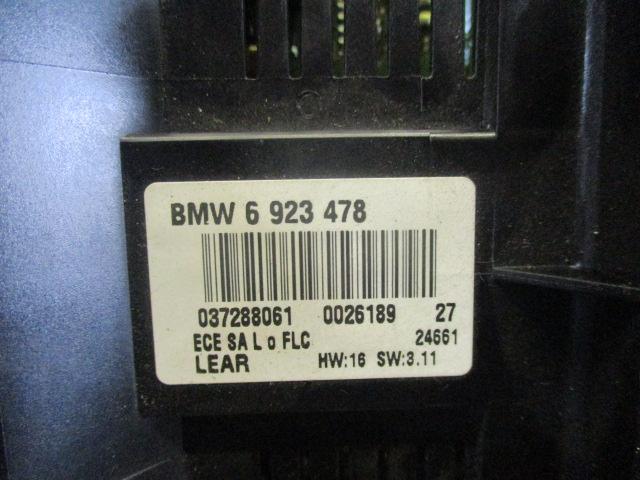 BMW 6 923 478
037288061 0026189 27
ECE SA L o FLC 24661
LEAR HW:16 SW:3.11